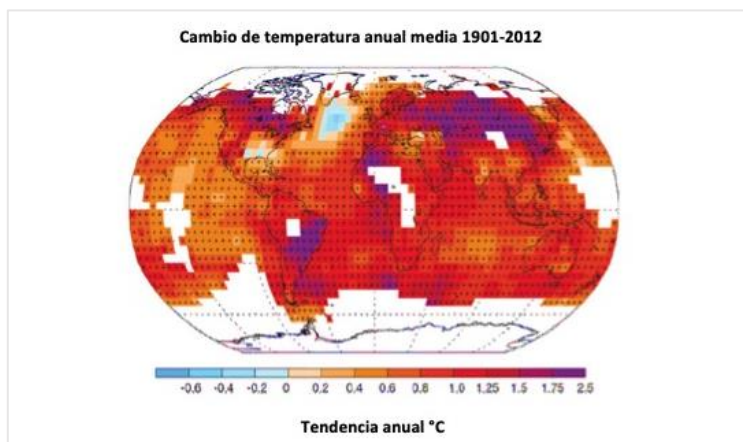 Cambio de temperatura anual media 1901-2012
-0.6 -0.4 -0.2 0 0.2 0.4 0.6 0.8 1.0 1.25 1.5 1.75 2.5
Tendencia anual °C